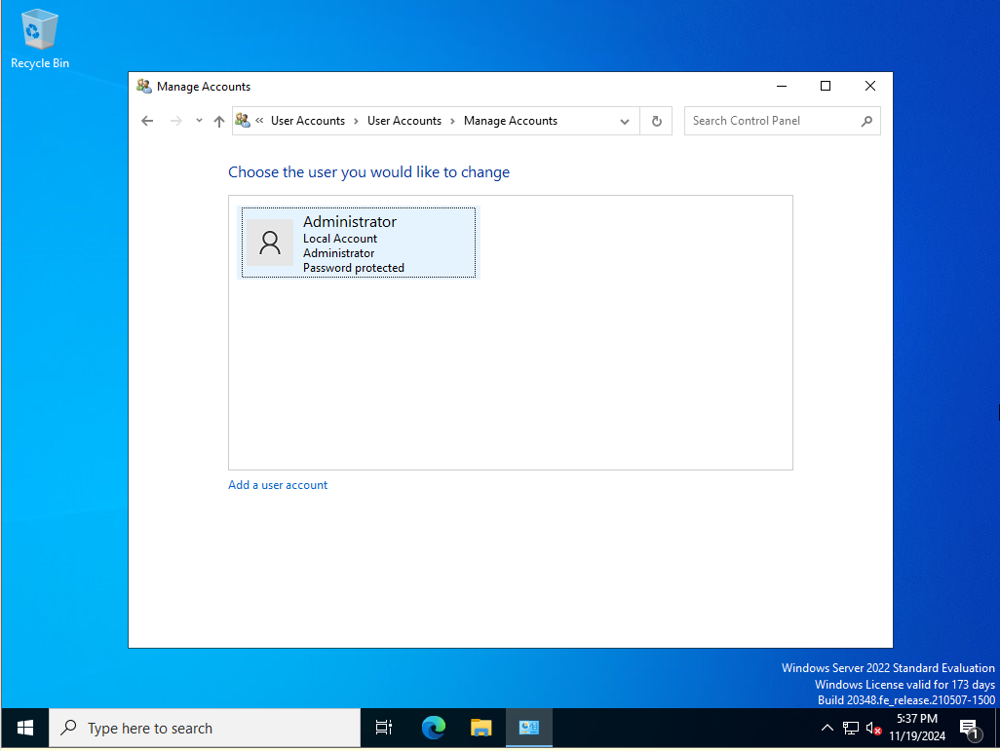 Recycle Bin
Manage Accounts
« User Accounts › User Accounts › Manage Accounts
Search Control Panel
Choose the user you would like to change
Administrator
Local Account
Administrator
Password protected
Add a user account
Windows Server 2022 Standard Evaluation
Windows License valid for 173 days
Build 20348.fe_release.210507-1500
Type here to search
5:37 PM
11/19/2024
1